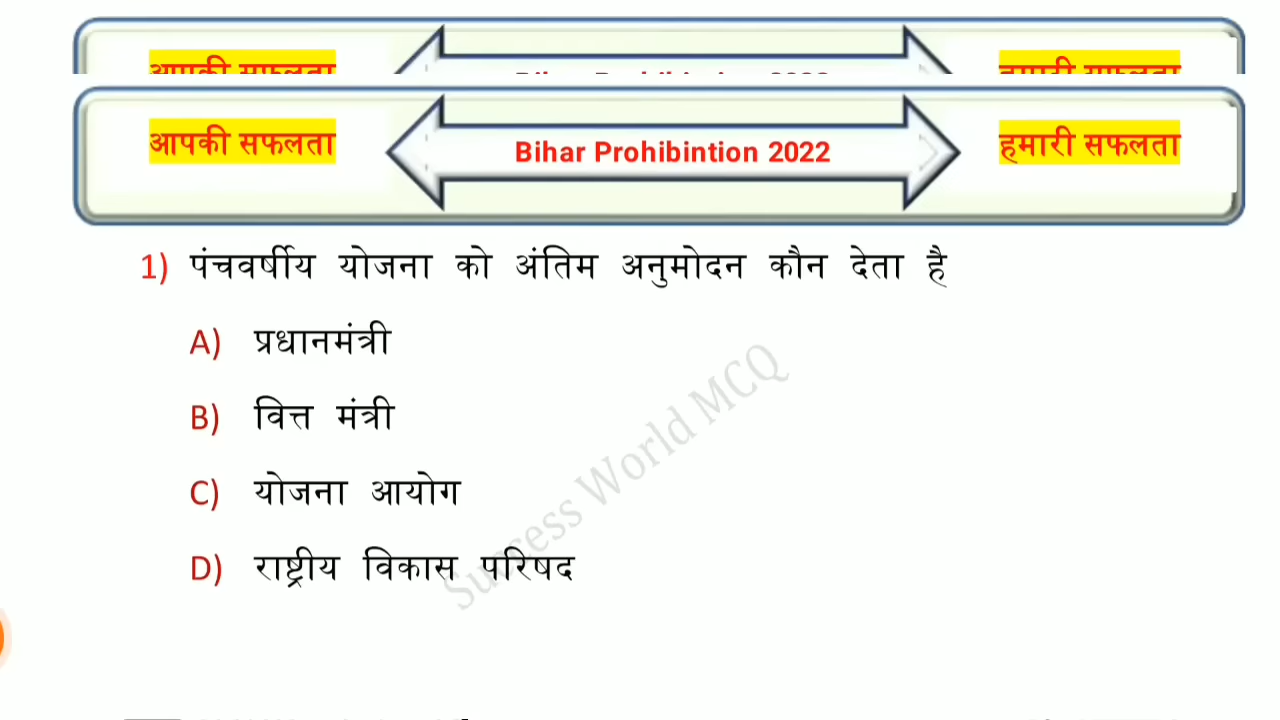 आपकी सफलता
Bihar Prohibintion 2022
हमारी सफलता
1) पंचवर्षीय योजना को अंतिम अनुमोदन कौन देता है
A) प्रधानमंत्री
B) वित्त मंत्री
C) योजना आयोग
D) राष्ट्रीय विकास परिषद
Success World MCQ